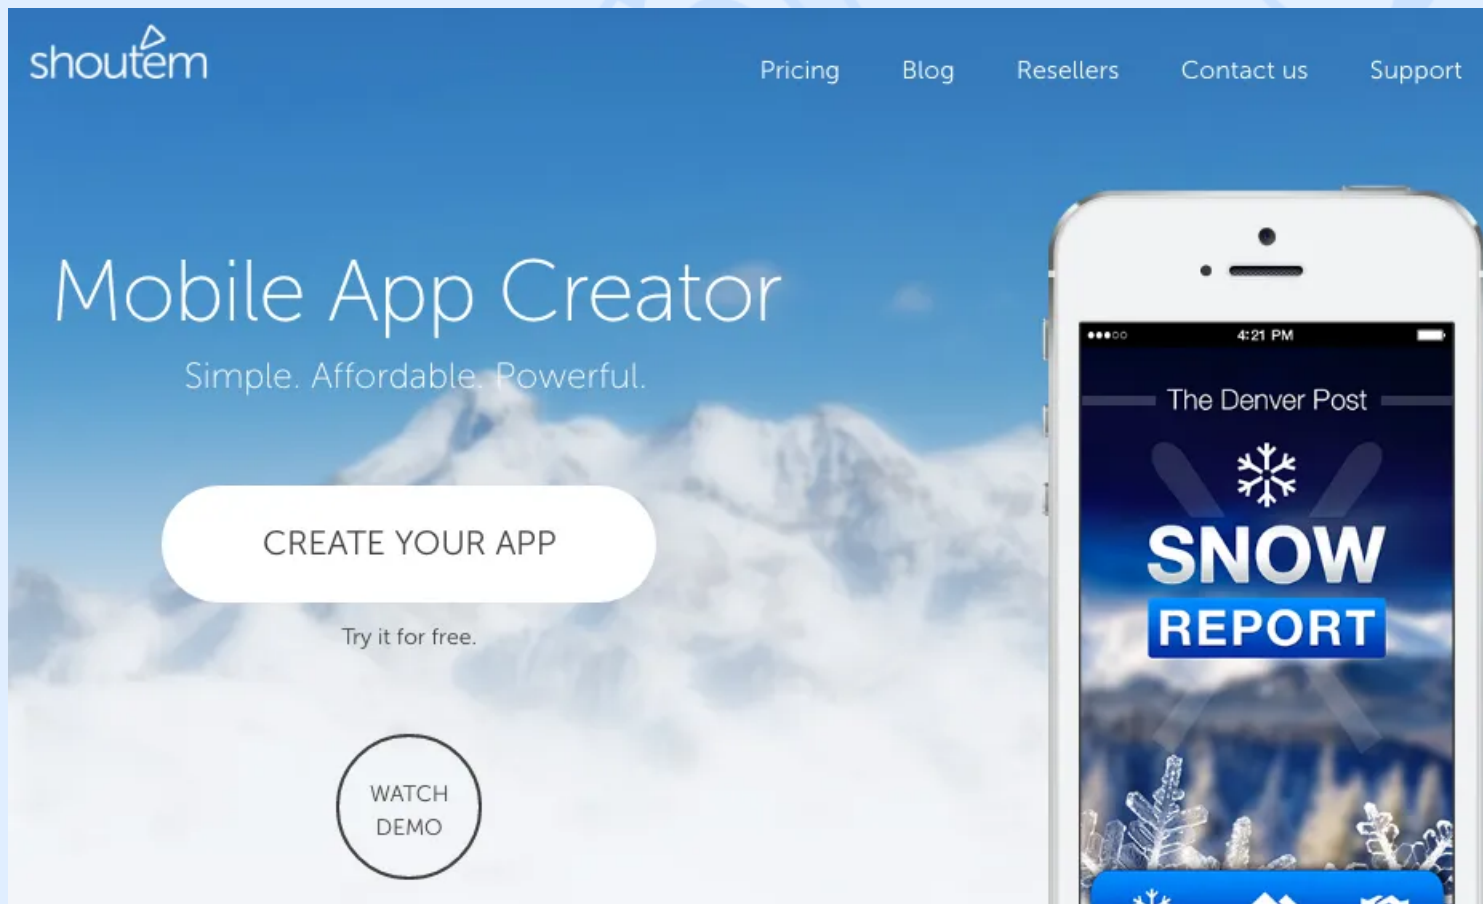 shoutem
Pricing
Blog
Resellers
Contact us
Support
Mobile App Creator
Simple. Affordable. Powerful.
CREATE YOUR APP
Try it for free.
WATCH
DEMO
4:21 PM
The Denver Post
SNOW
REPORT